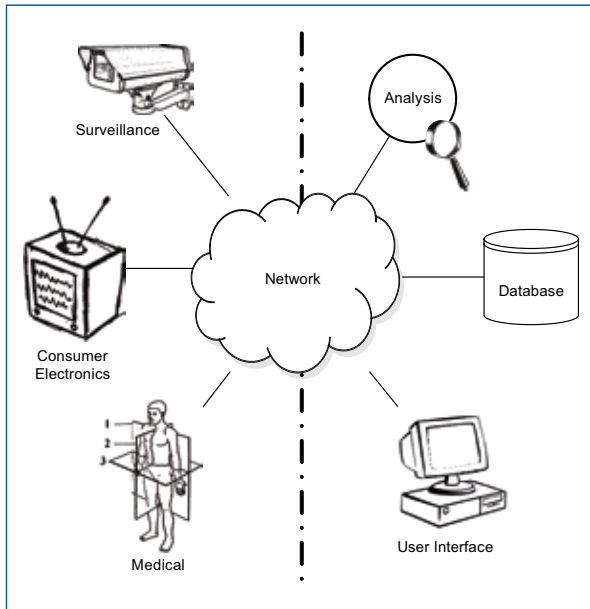 Surveillance
Analysis
Network
Database
Consumer
Electronics
1
2
3
Medical
User Interface